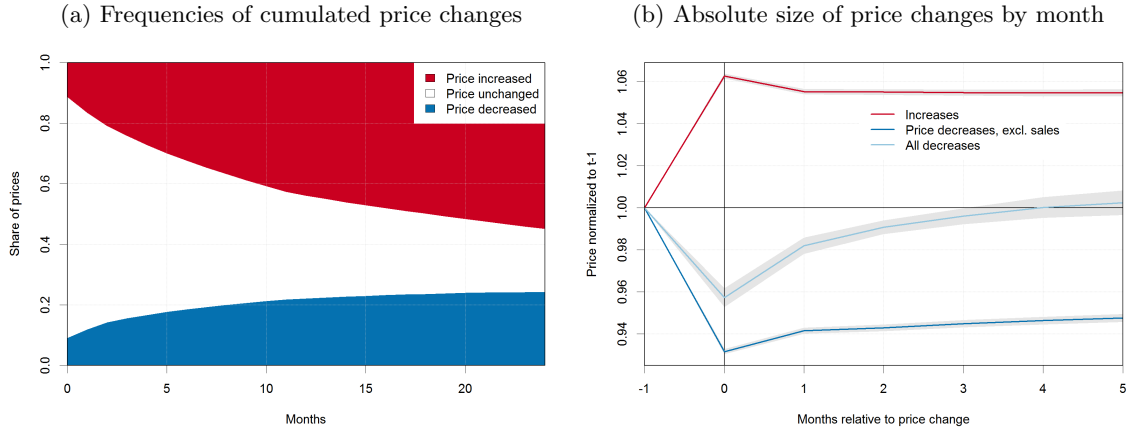 (a) Frequencies of cumulated price changes
Share of prices
1.0
0.8
0.6
0.4
0.2
0.0
Price increased
Price unchanged
Price decreased
0 5 10 15 20
Months
(b) Absolute size of price changes by month
Price normalized to t-1
1.06
1.04
1.02
1.00
0.98
0.96
0.94
Increases
Price decreases, excl. sales
All decreases
-1 0 1 2 3 4 5
Months relative to price change